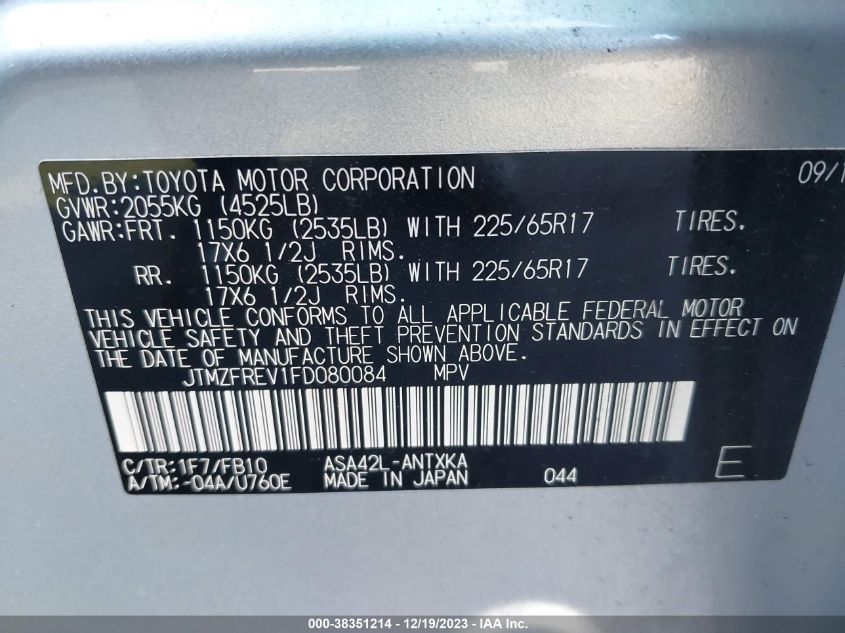 MFD.BY:TOYOTA MOTOR CORPORATION 09/1
GVWR:2055KG (4525LB)
GAWR:FRT. 1150KG (2535LB) WITH 225/65R17 TIRES.
17X6 1/2J RIMS.
RR. 1150KG (2535LB) WITH 225/65R17 TIRES.
17X6 1/2J RIMS.
THIS VEHICLE CONFORMS TO ALL APPLICABLE FEDERAL MOTOR
VEHICLE SAFETY AND THEFT PREVENTION STANDARDS IN EFFECT ON
THE DATE OF MANUFACTURE SHOWN ABOVE.
JTMZFREV1FD080084 MPV
C/TR:1F7/FB10 ASA42L-ANTXKA
A/TM:-04A/U760E MADE IN JAPAN 044 E
000-38351214 - 12/19/2023 - IAA Inc.